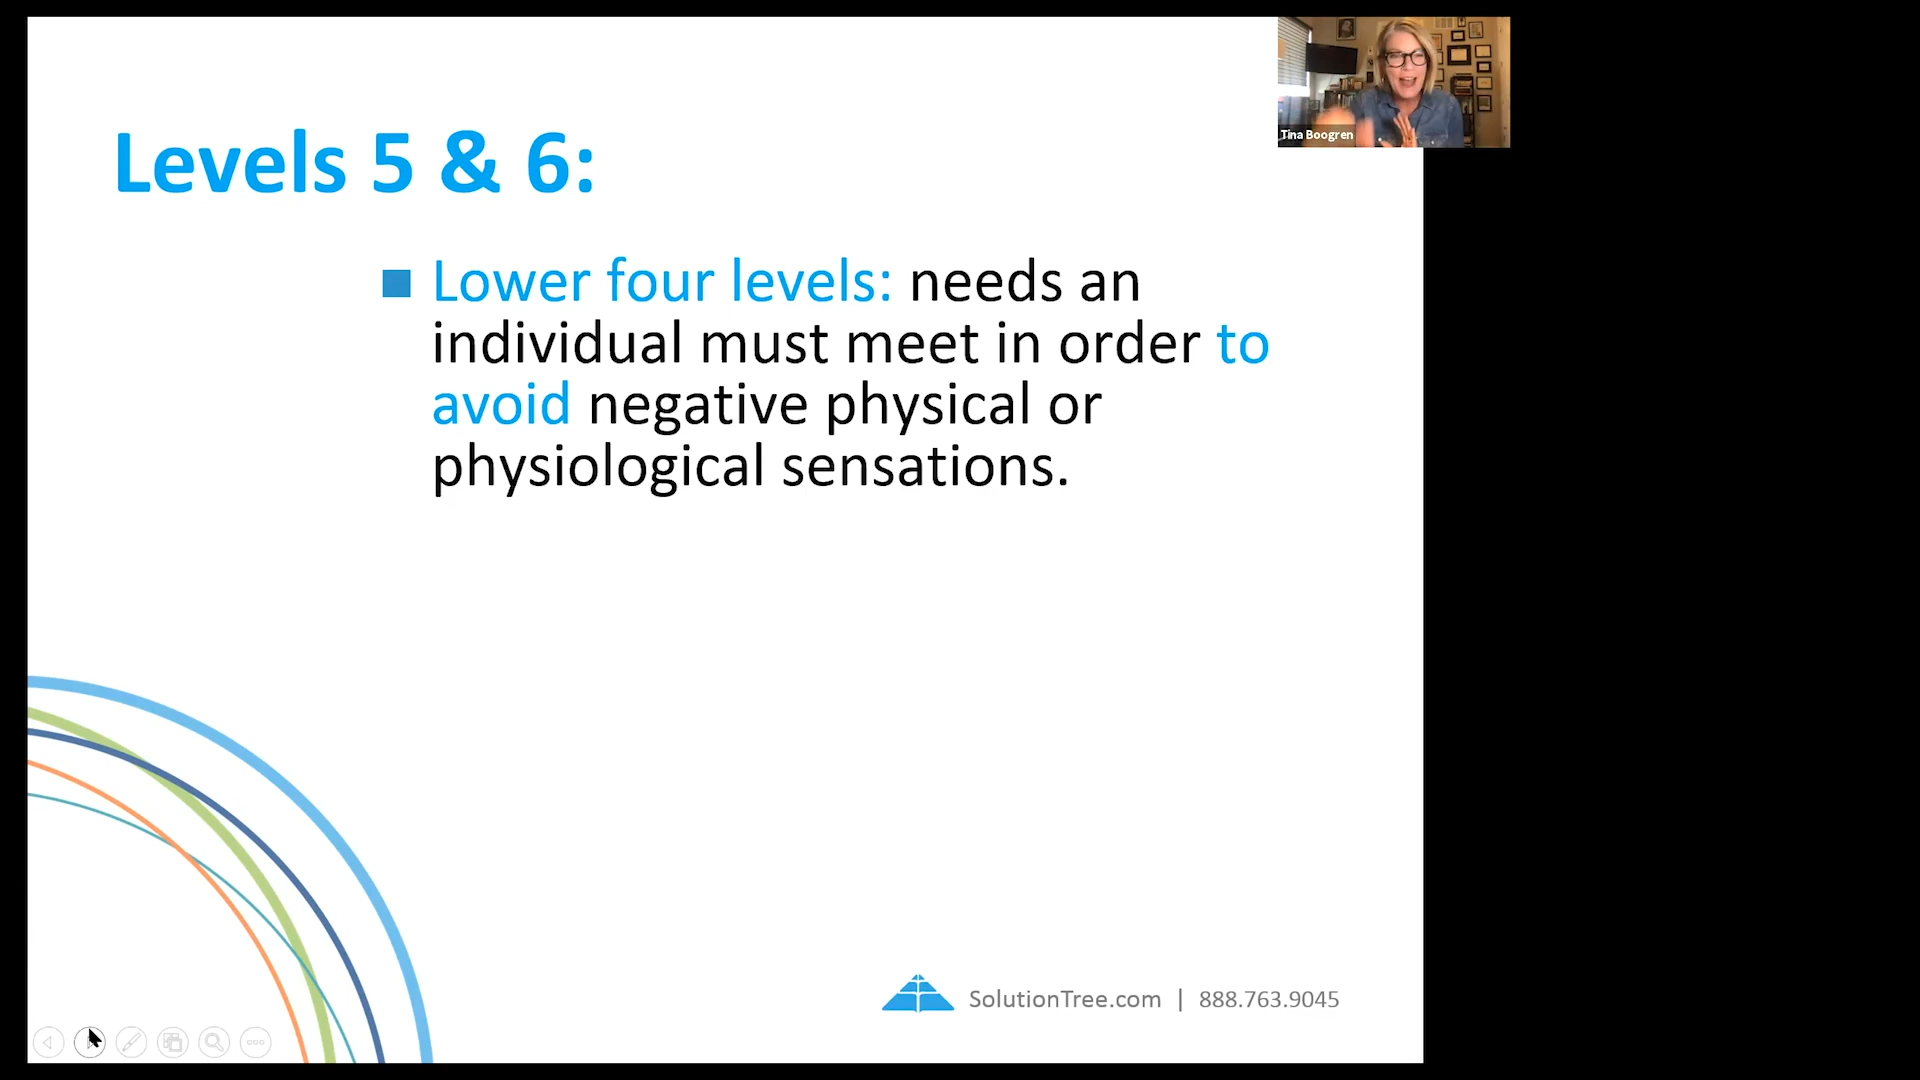 Tina Boogren
Levels 5 & 6:
Lower four levels: needs an
individual must meet in order to
avoid negative physical or
physiological sensations.
SolutionTree.com | 888.763.9045